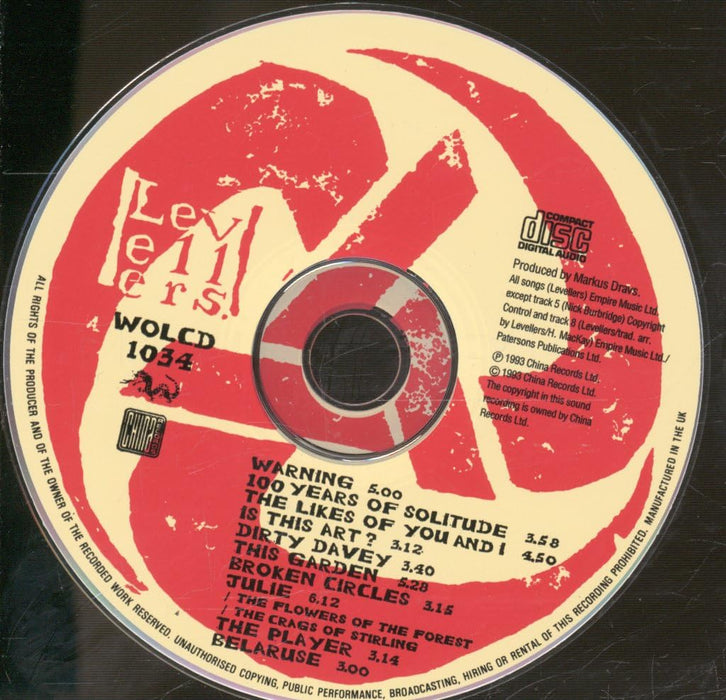 Lev
ell
ers.
A
WOLCD
1034
CHINA
COMPACT
disc
DIGITAL AUDIO
Produced by Markus Dravs.
All songs (Levellers) Empire Music Ltd.
except track 5 (Nick Burbridge) Copyright
Control and track 8 (Levellers/trad. arr.
by Levellers/H. MacKay) Empire Music Ltd./
Patersons Publications Ltd.
℗ 1993 China Records Ltd.
© 1993 China Records Ltd.
The copyright in this sound
recording is owned by China
Records Ltd.
WARNING 5.00
100 YEARS OF SOLITUDE 3.58
THE LIKES OF YOU AND I 4.50
IS THIS ART? 3.12
DIRTY DAVEY 3.40
THIS GARDEN 5.28
BROKEN CIRCLES 3.15
JULIE 6.12
/ THE FLOWERS OF THE FOREST
/ THE CRAGS OF STIRLING
THE PLAYER 3.14
BELARUSE 3.00
ALL RIGHTS OF THE PRODUCER AND OF THE OWNER OF THE RECORDED WORK RESERVED. UNAUTHORISED COPYING, PUBLIC PERFORMANCE, BROADCASTING, HIRING OR RENTAL OF THIS RECORDING PROHIBITED. MANUFACTURED IN THE UK